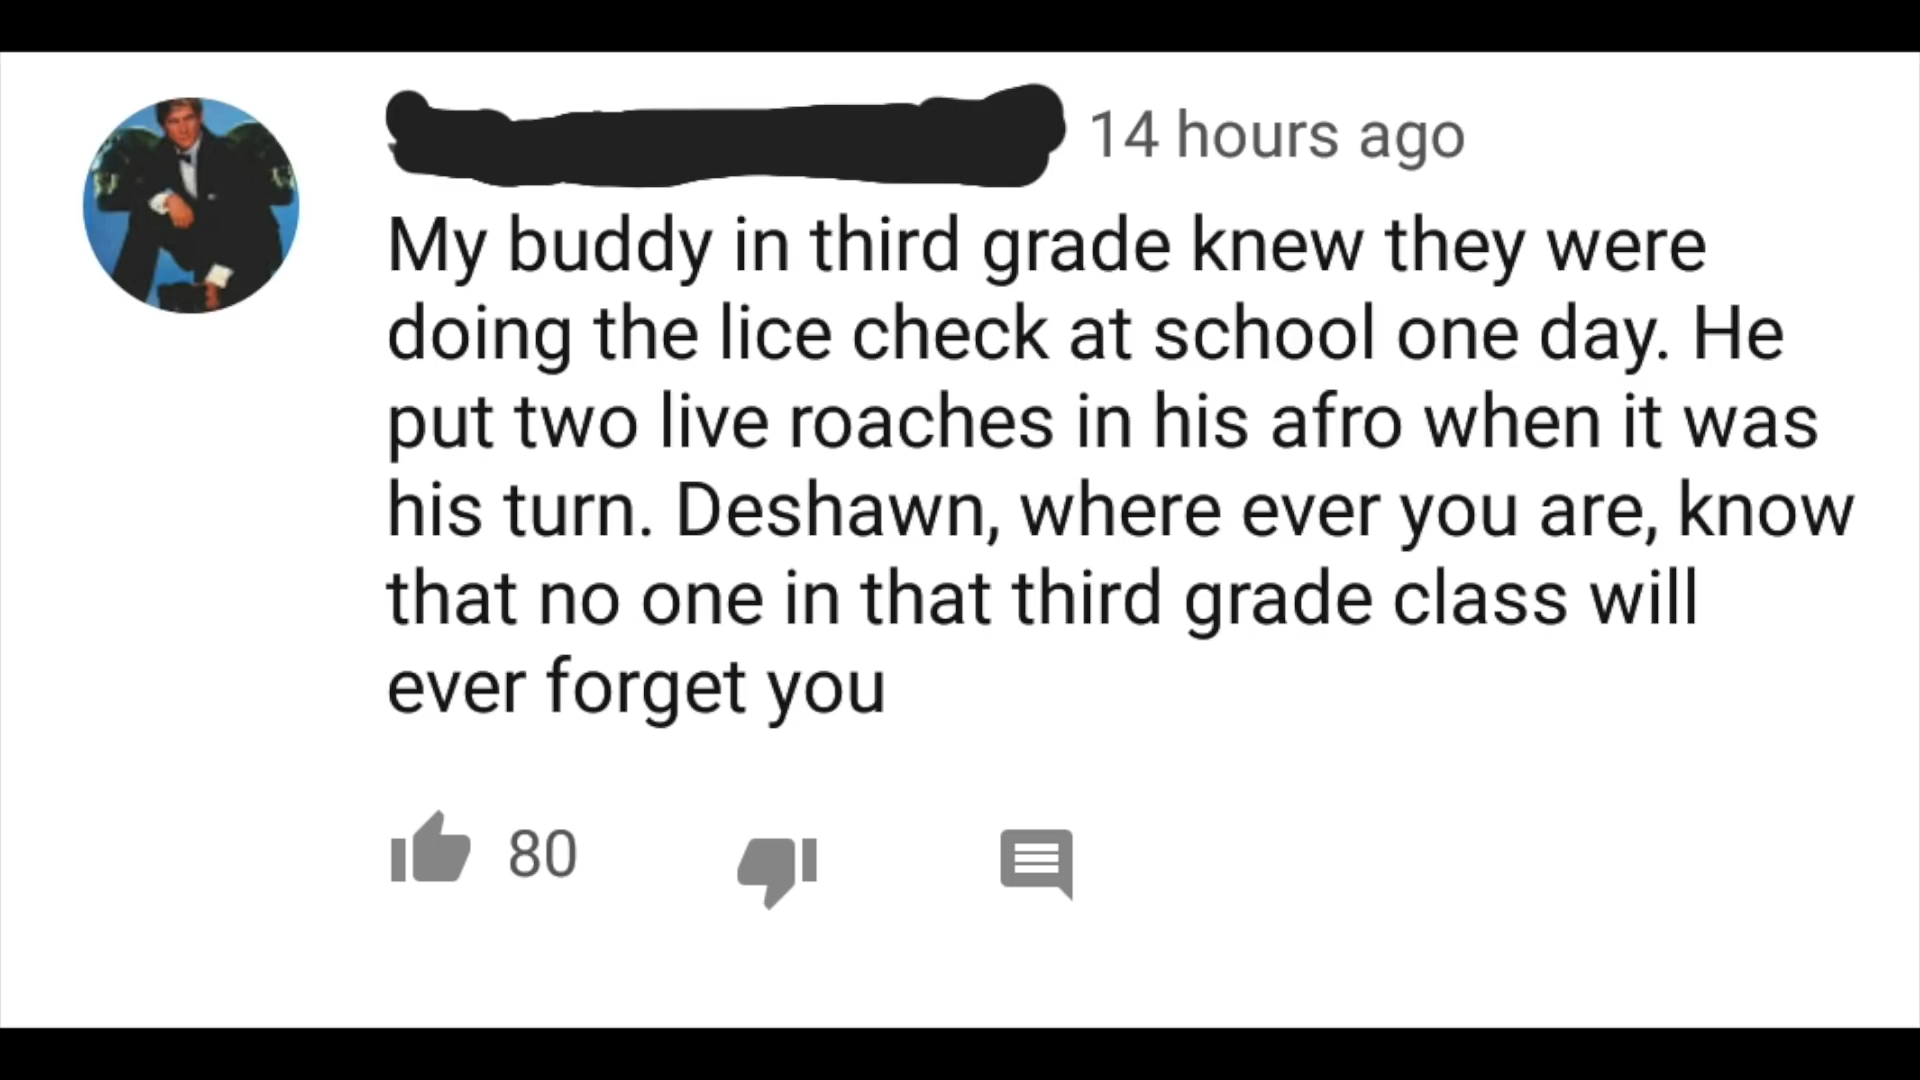 14 hours ago
My buddy in third grade knew they were
doing the lice check at school one day. He
put two live roaches in his afro when it was
his turn. Deshawn, where ever you are, know
that no one in that third grade class will
ever forget you
80